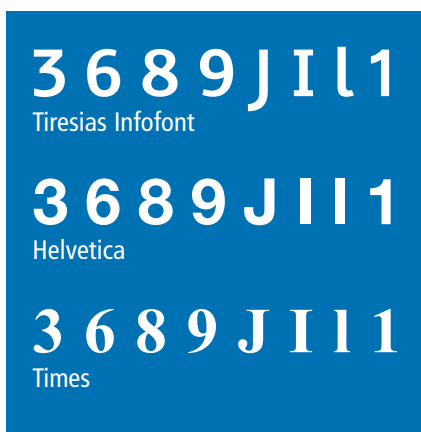 3 6 8 9 J I l 1
Tiresias Infofont
3 6 8 9 J I l 1
Helvetica
3 6 8 9 J I l 1
Times